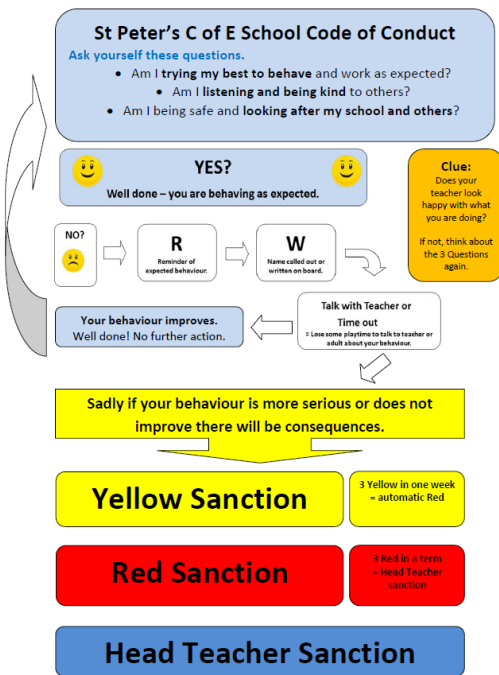 St Peter's C of E School Code of Conduct
Ask yourself these questions.
• Am I trying my best to behave and work as expected?
• Am I listening and being kind to others?
• Am I being safe and looking after my school and others?
YES?
Well done – you are behaving as expected.
Clue:
Does your
teacher look
happy with what
you are doing?
If not, think about
the 3 Questions
again.
NO?
R
Reminder of
expected behaviour.
W
Name called out or
written on board.
Talk with Teacher or
Time out
= Lose some playtime to talk to teacher or
adult about your behaviour.
Your behaviour improves.
Well done! No further action.
Sadly if your behaviour is more serious or does not
improve there will be consequences.
Yellow Sanction
3 Yellow in one week
= automatic Red
Red Sanction
3 Red in a term
= Head Teacher
sanction
Head Teacher Sanction